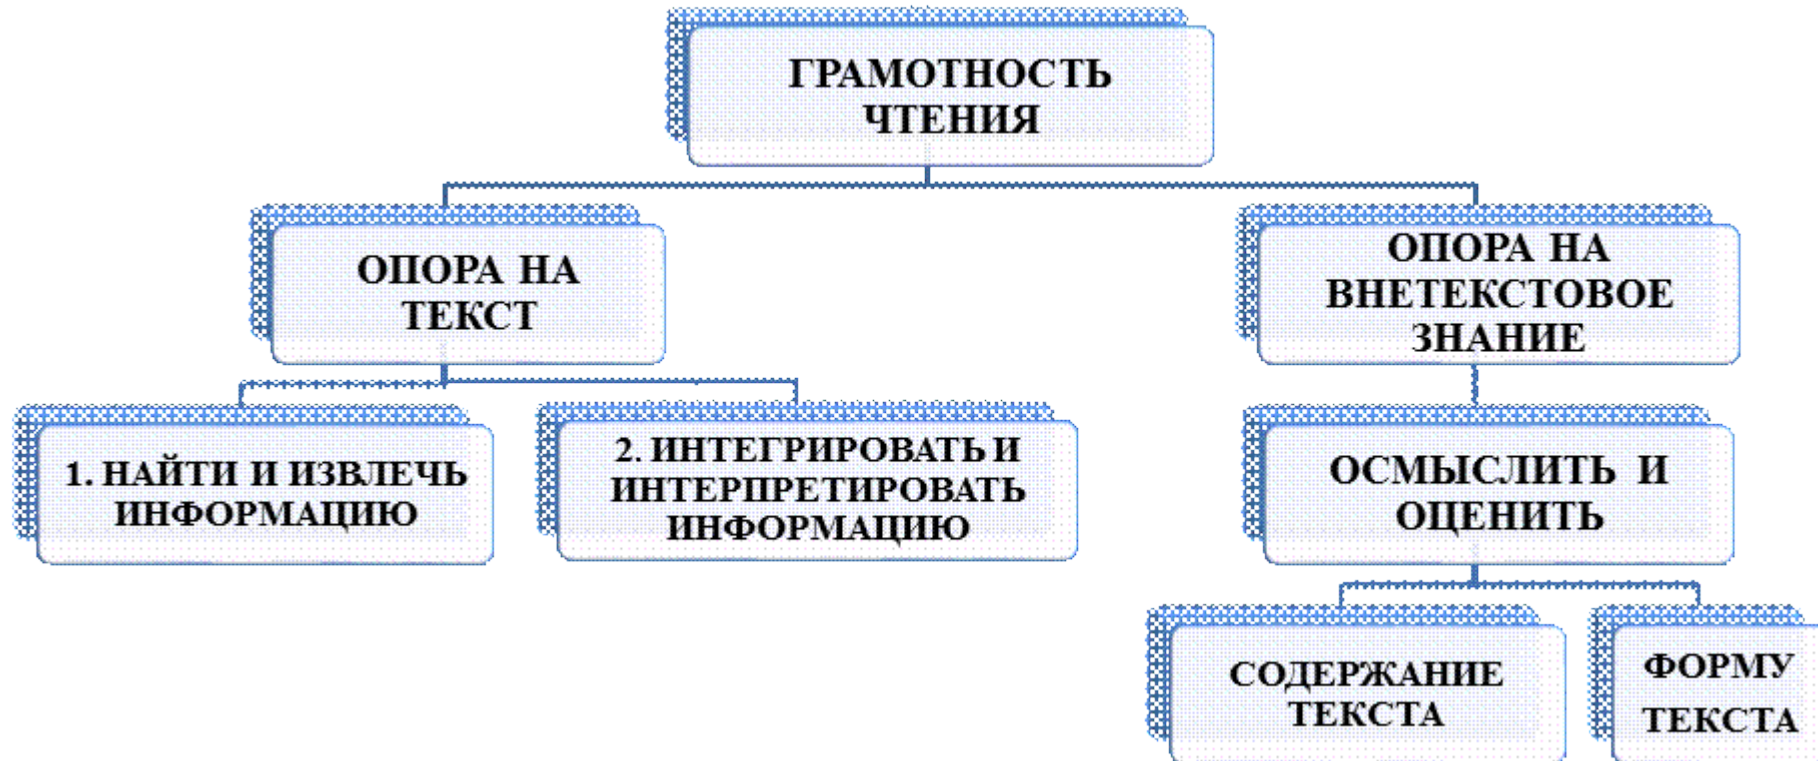 ГРАМОТНОСТЬ
ЧТЕНИЯ
ОПОРА НА
ТЕКСТ
ОПОРА НА
ВНЕТЕКСТОВОЕ
ЗНАНИЕ
1. НАЙТИ И ИЗВЛЕЧЬ
ИНФОРМАЦИЮ
2. ИНТЕГРИРОВАТЬ И
ИНТЕРПРЕТИРОВАТЬ
ИНФОРМАЦИЮ
ОСМЫСЛИТЬ И
ОЦЕНИТЬ
СОДЕРЖАНИЕ
ТЕКСТА
ФОРМУ
ТЕКСТА